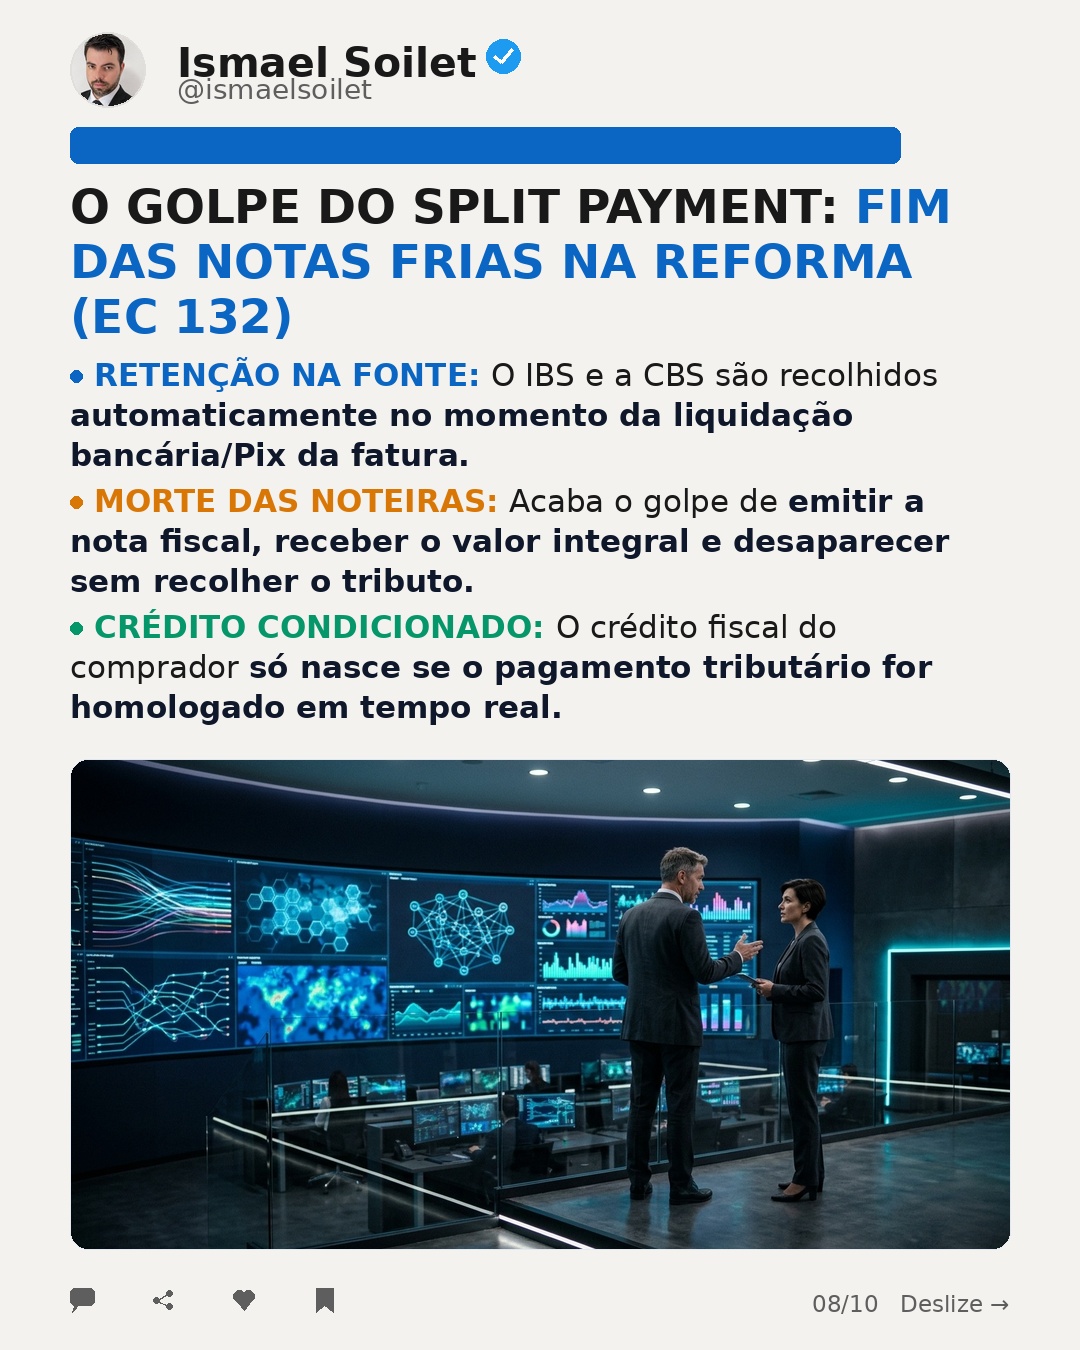 Ismael Soilet
@ismaelsoilet
O GOLPE DO SPLIT PAYMENT: FIM
DAS NOTAS FRIAS NA REFORMA
(EC 132)
• RETENÇÃO NA FONTE: O IBS e a CBS são recolhidos
automaticamente no momento da liquidação
bancária/Pix da fatura.
• MORTE DAS NOTEIRAS: Acaba o golpe de emitir a
nota fiscal, receber o valor integral e desaparecer
sem recolher o tributo.
• CRÉDITO CONDICIONADO: O crédito fiscal do
comprador só nasce se o pagamento tributário for
homologado em tempo real.
08/10 Deslize →